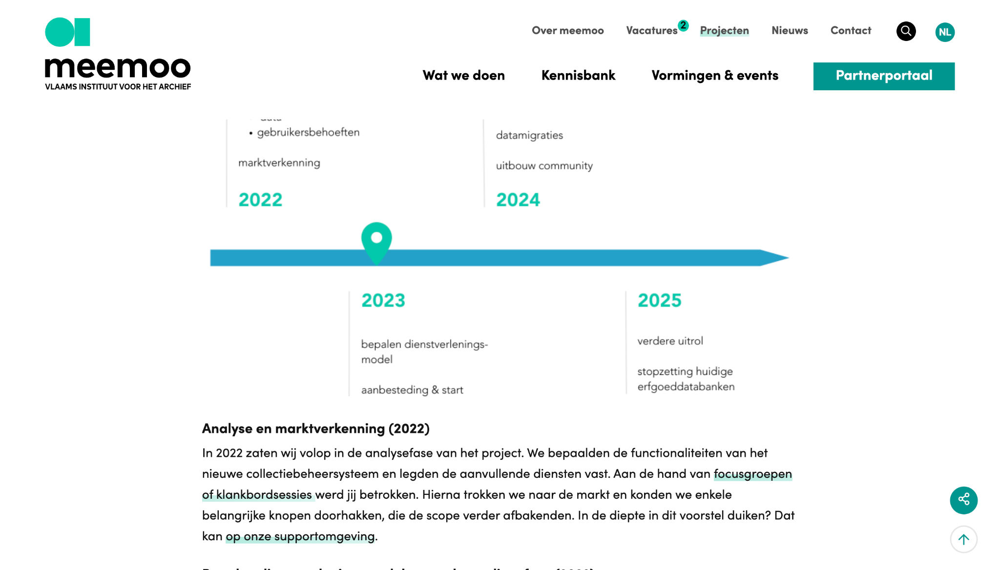 Over meemoo
Vacatures 2
Projecten
Nieuws
Contact
NL
meemoo
VLAAMS INSTITUUT VOOR HET ARCHIEF
Wat we doen
Kennisbank
Vormingen & events
Partnerportaal
• gebruikersbehoeften
marktverkenning
2022
datamigraties
uitbouw community
2024
2023
bepalen dienstverlenings-
model
aanbesteding & start
2025
verdere uitrol
stopzetting huidige
erfgoeddatabanken
Analyse en marktverkenning (2022)
In 2022 zaten wij volop in de analysefase van het project. We bepaalden de functionaliteiten van het
nieuwe collectiebeheersysteem en legden de aanvullende diensten vast. Aan de hand van focusgroepen
of klankbordsessies werd jij betrokken. Hierna trokken we naar de markt en konden we enkele
belangrijke knopen doorhakken, die de scope verder afbakenden. In de diepte in dit voorstel duiken? Dat
kan op onze supportomgeving.